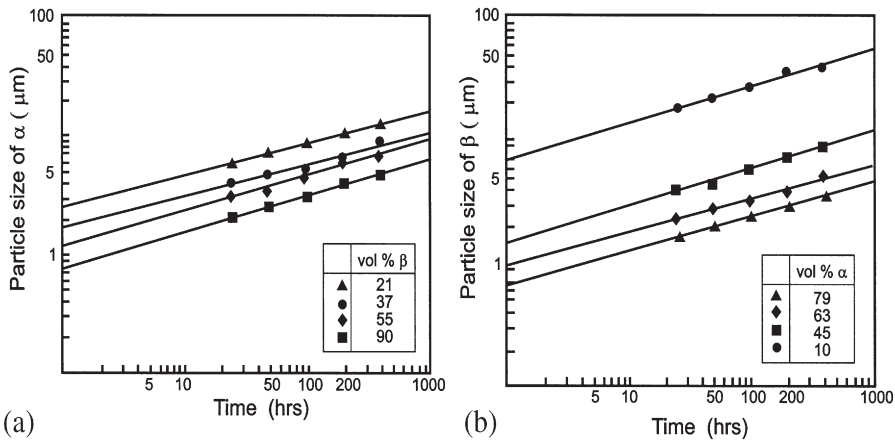 100
50
5
1
Particle size of α ( μm)
vol % β
▲ 21
● 37
◆ 55
■ 90
5 10 50 100 200 1000
Time (hrs)
(a)
100
50
5
1
Particle size of β ( μm)
vol % α
▲ 79
◆ 63
■ 45
● 10
5 10 50 100 200 1000
Time (hrs)
(b)